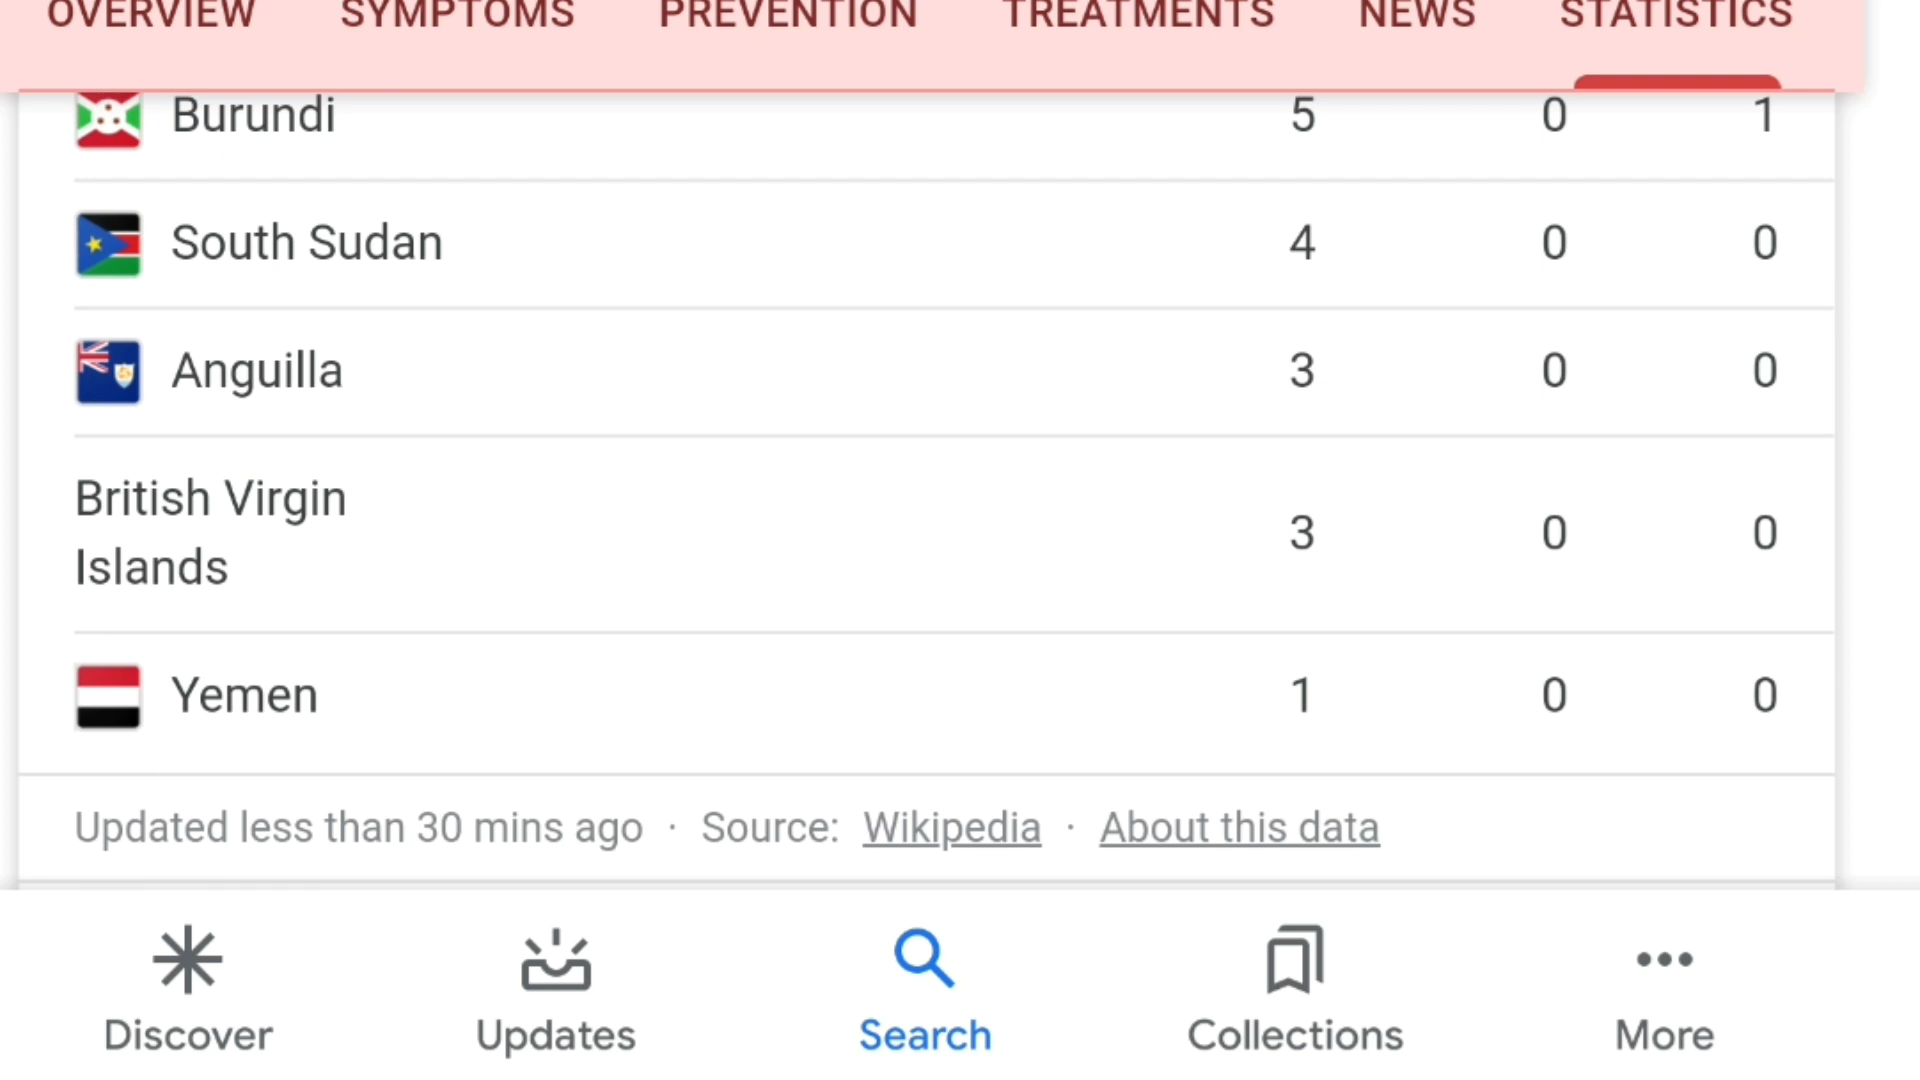 OVERVIEW SYMPTOMS PREVENTION TREATMENTS NEWS STATISTICS
Burundi 5 0 1
South Sudan 4 0 0
Anguilla 3 0 0
British Virgin
Islands 3 0 0
Yemen 1 0 0
Updated less than 30 mins ago · Source: Wikipedia · About this data
Discover Updates Search Collections More